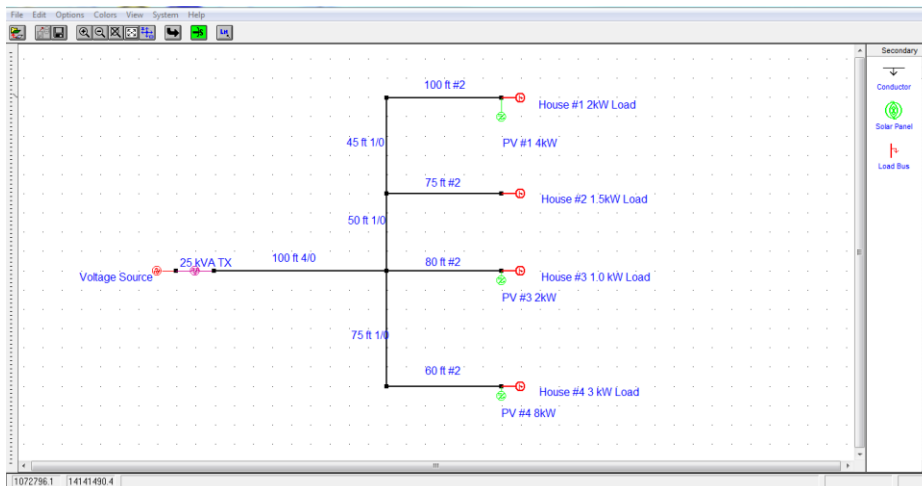 File Edit Options Colors View System Help
Secondary
Conductor
Solar Panel
Load Bus
100 ft #2
House #1 2kW Load
PV #1 4kW
45 ft 1/0
75 ft #2
House #2 1.5kW Load
50 ft 1/0
25 kVA TX
100 ft 4/0
80 ft #2
Voltage Source
House #3 1.0 kW Load
PV #3 2kW
75 ft 1/0
60 ft #2
House #4 3 kW Load
PV #4 8kW
1072796.1 14141490.4